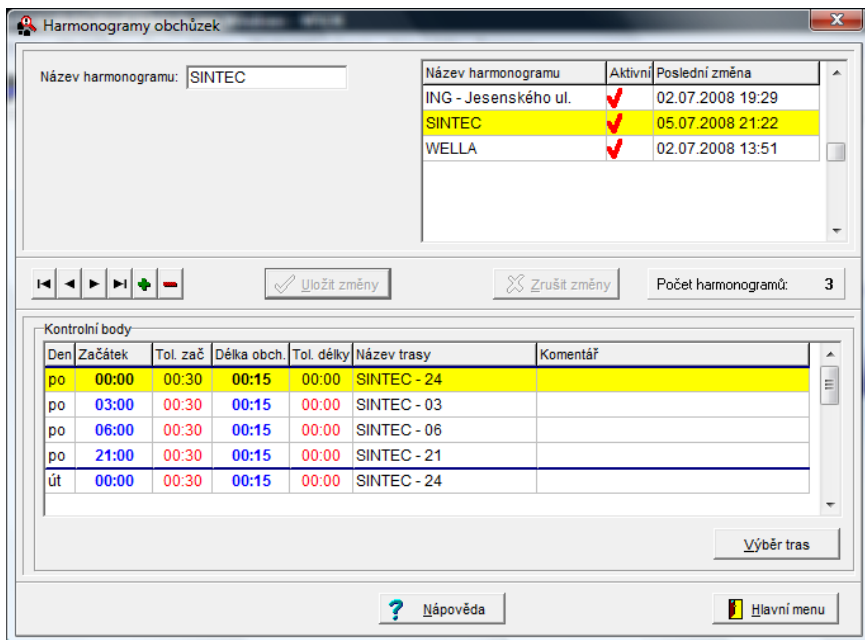 Harmonogramy obchůzek
Název harmonogramu: SINTEC
Název harmonogramu Aktivní Poslední změna
ING - Jesenského ul. 02.07.2008 19:29
SINTEC 05.07.2008 21:22
WELLA 02.07.2008 13:51
Uložit změny Zrušit změny Počet harmonogramů: 3
Kontrolní body
Den Začátek Tol. zač Délka obch. Tol. délky Název trasy Komentář
po 00:00 00:30 00:15 00:00 SINTEC - 24
po 03:00 00:30 00:15 00:00 SINTEC - 03
po 06:00 00:30 00:15 00:00 SINTEC - 06
po 21:00 00:30 00:15 00:00 SINTEC - 21
út 00:00 00:30 00:15 00:00 SINTEC - 24
Výběr tras
Nápověda Hlavní menu